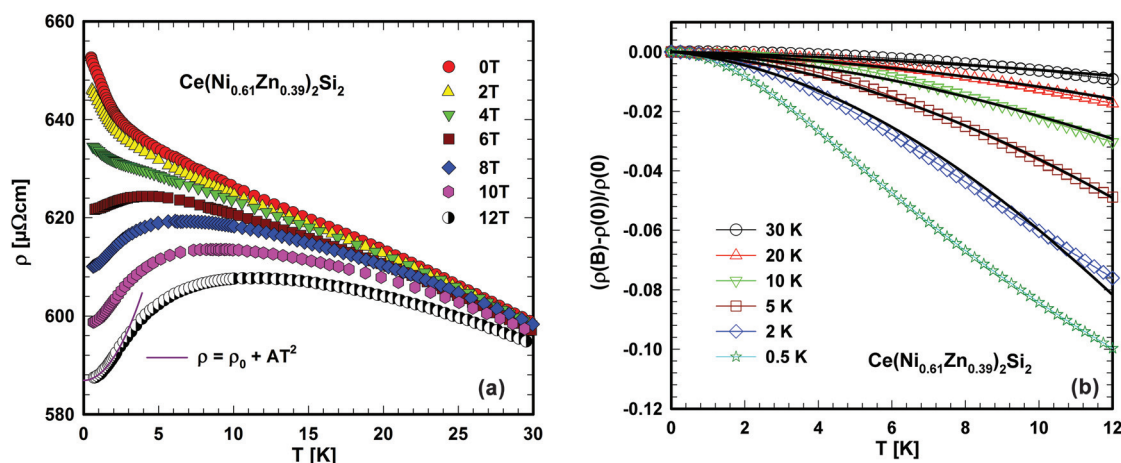 660
640
620
600
580
ρ [µΩcm]
Ce(Ni0.61Zn0.39)2Si2
0T
2T
4T
6T
8T
10T
12T
ρ = ρ0 + AT2
(a)
0 5 10 15 20 25 30
T [K]
0.00
-0.02
-0.04
-0.06
-0.08
-0.10
-0.12
(ρ(B)-ρ(0))/ρ(0)
30 K
20 K
10 K
5 K
2 K
0.5 K
Ce(Ni0.61Zn0.39)2Si2
(b)
0 2 4 6 8 10 12
T [K]